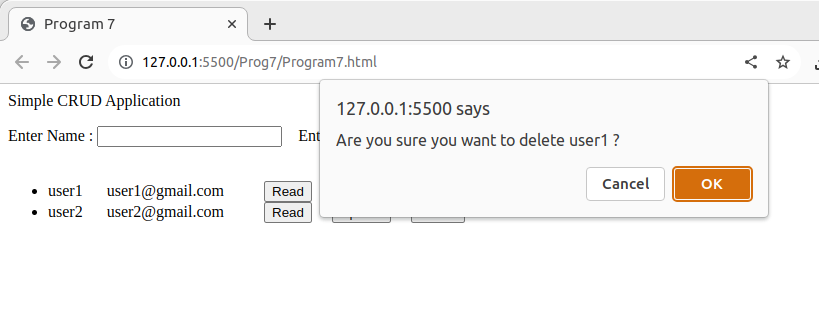 Program 7
127.0.0.1:5500/Prog7/Program7.html
Simple CRUD Application
127.0.0.1:5500 says
Are you sure you want to delete user1 ?
Cancel OK
Enter Name :
user1 user1@gmail.com Read
user2 user2@gmail.com Read